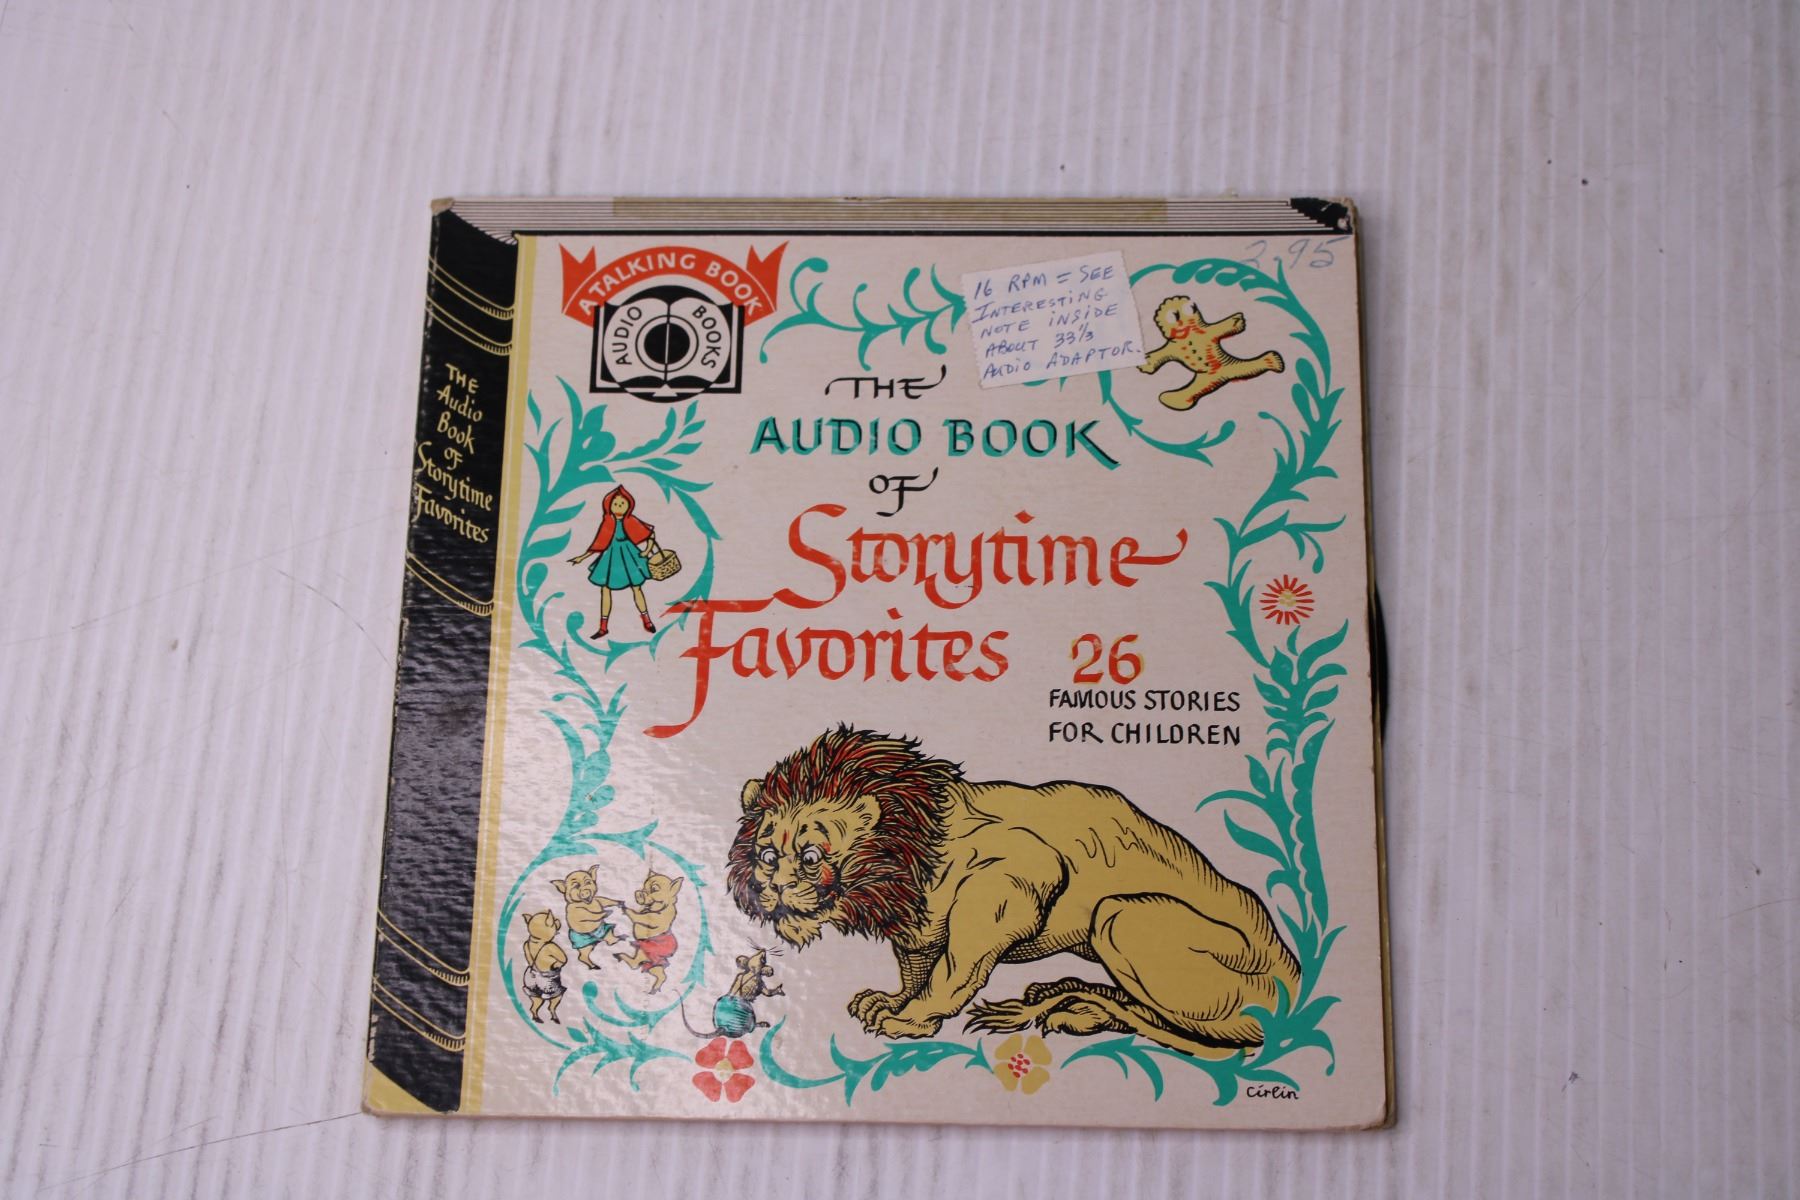 A TALKING BOOK
AUDIO BOOKS
2.95
16 RPM = SEE
INTERESTING
NOTE INSIDE
ABOUT 33 1/3
AUDIO ADAPTOR.
THE
AUDIO BOOK
OF
Storytime
Favorites
26
FAMOUS STORIES
FOR CHILDREN
THE
Audio
Book
OF
Storytime
Favorites
Cirlin